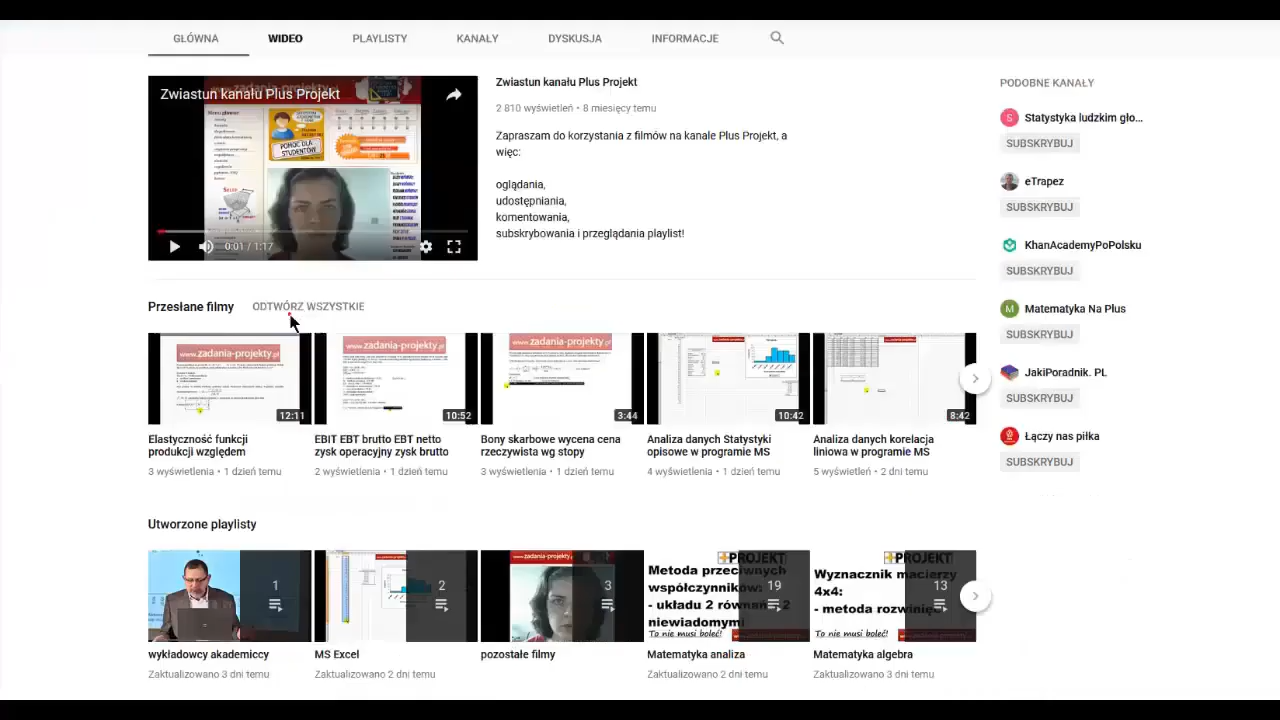 GŁÓWNA
WIDEO
PLAYLISTY
KANAŁY
DYSKUSJA
INFORMACJE
Zwiastun kanału Plus Projekt
POMOC DLA
STUDENTÓW
0:01 / 1:17
Zwiastun kanału Plus Projekt
2 810 wyświetleń • 8 miesięcy temu
Zapraszam do korzystania z filmów na kanale Plus Projekt, a
więc:
oglądania,
udostępniania,
komentowania,
subskrybowania i przeglądania playlist!
PODOBNE KANAŁY
Statystyka ludzkim gło...
SUBSKRYBUJ
eTrapez
SUBSKRYBUJ
KhanAcademyPoPolsku
SUBSKRYBUJ
M
Matematyka Na Plus
SUBSKRYBUJ
JakiPoradnik. PL
SUBSKRYBUJ
Łączy nas piłka
SUBSKRYBUJ
Przesłane filmy
ODTWÓRZ WSZYSTKIE
www.zadania-projekty.pl
12:11
Elastyczność funkcji
produkcji względem
3 wyświetlenia • 1 dzień temu
www.zadania-projekty.pl
10:52
EBIT EBT brutto EBT netto
zysk operacyjny zysk brutto
2 wyświetlenia • 1 dzień temu
www.zadania-projekty.pl
3:44
Bony skarbowe wycena cena
rzeczywista wg stopy
3 wyświetlenia • 1 dzień temu
10:42
Analiza danych Statystyki
opisowe w programie MS
4 wyświetlenia • 1 dzień temu
8:42
Analiza danych korelacja
liniowa w programie MS
5 wyświetleń • 2 dni temu
Utworzone playlisty
1
wykładowcy akademiccy
Zaktualizowano 3 dni temu
2
MS Excel
Zaktualizowano 2 dni temu
www.zadania-projekty
3
pozostałe filmy
PROJEKT
Metoda przeciwnych
współczynników
- układu 2 równań 2
niewiadomymi
To nie musi boleć!
19
Matematyka analiza
Zaktualizowano 2 dni temu
PROJEKT
Wyznacznik macierzy
4x4:
- metoda rozwinięc
To nie musi boleć!
13
Matematyka algebra
Zaktualizowano 3 dni temu